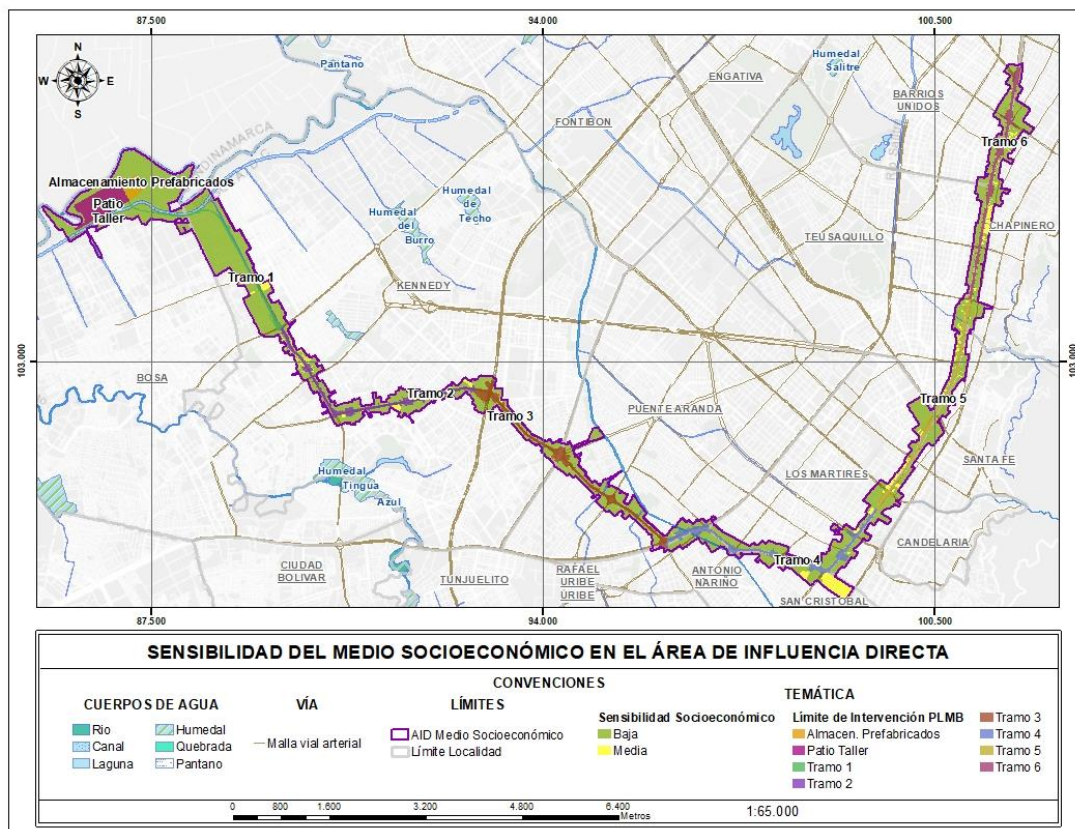 87.500
94.000
100.500
N
W
E
S
Pantano
Humedal
Salitre
ENGATIVA
BARRIOS
UNIDOS
FONTIBON
Tramo 6
Almacenamiento Prefabricados
Patio
Taller
Humedal
de
Techo
Humedal
del
Burro
CHAPINERO
TEUSAQUILLO
Tramo 1
KENNEDY
103.000
103.000
BOSA
Tramo 2
Tramo 3
PUENTE ARANDA
Tramo 5
SANTA FE
LOS MARTIRES
Humedal
Tingua
Azul
CANDELARIA
CIUDAD
BOLIVAR
TUNJUELITO
RAFAEL
URIBE
URIBE
ANTONIO
NARIÑO
Tramo 4
SAN CRISTOBAL
87.500
94.000
100.500
SENSIBILIDAD DEL MEDIO SOCIOECONÓMICO EN EL ÁREA DE INFLUENCIA DIRECTA
CONVENCIONES
CUERPOS DE AGUA
Rio
Canal
Laguna
Humedal
Quebrada
Pantano
VÍA
Malla vial arterial
LÍMITES
AID Medio Socioeconómico
Límite Localidad
TEMÁTICA
Sensibilidad Socioeconómico
Baja
Media
Límite de Intervención PLMB
Almacen. Prefabricados
Patio Taller
Tramo 1
Tramo 2
Tramo 3
Tramo 4
Tramo 5
Tramo 6
0 800 1.600 3.200 4.800 6.400
Metros
1:65.000